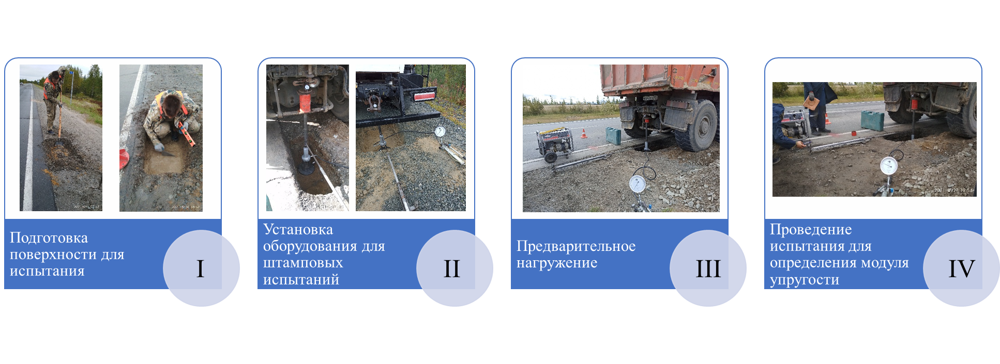 Подготовка
поверхности для
испытания
I
Установка
оборудования для
штамповых
испытаний
II
Предварительное
нагружение
III
Проведение
испытания для
определения модуля
упругости
IV